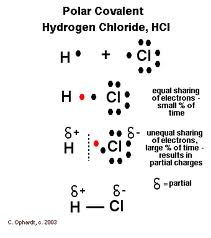 Polar Covalent
Hydrogen Chloride, HCl
H + Cl
H Cl
equal sharing
of electrons -
small % of
time
δ+ δ-
H Cl
unequal sharing
of electrons,
large % of time -
results in
partial charges
δ = partial
δ+ δ-
H — Cl
C. Ophardt, c. 2003